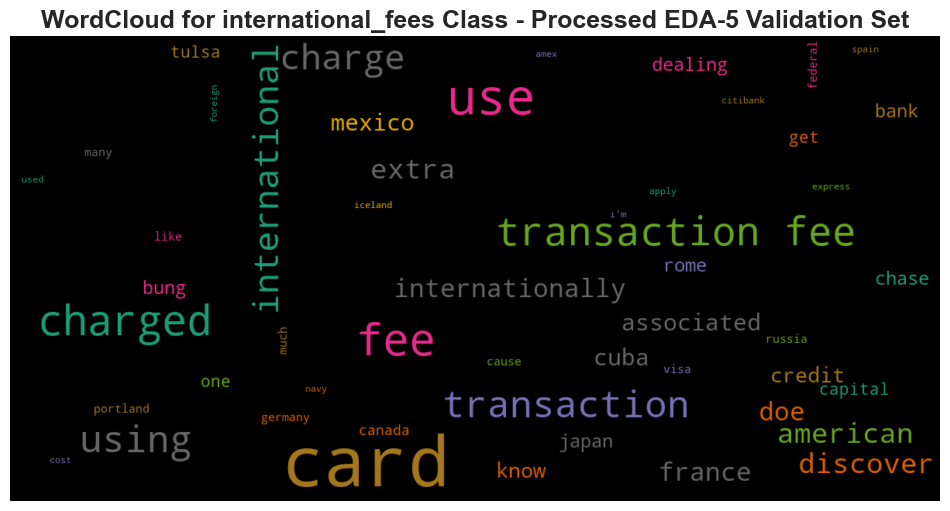 WordCloud for international_fees Class - Processed EDA-5 Validation Set
tulsa
charge
amex
dealing
federal
spain
foreign
international
use
citibank
bank
mexico
get
many
extra
used
apply
express
iceland
i'm
like
transaction fee
rome
bung
internationally
chase
charged
fee
associated
much
russia
cuba
cause
visa
one
credit
navy
capital
portland
germany
transaction
doe
using
canada
japan
american
cost
card
know
france
discover